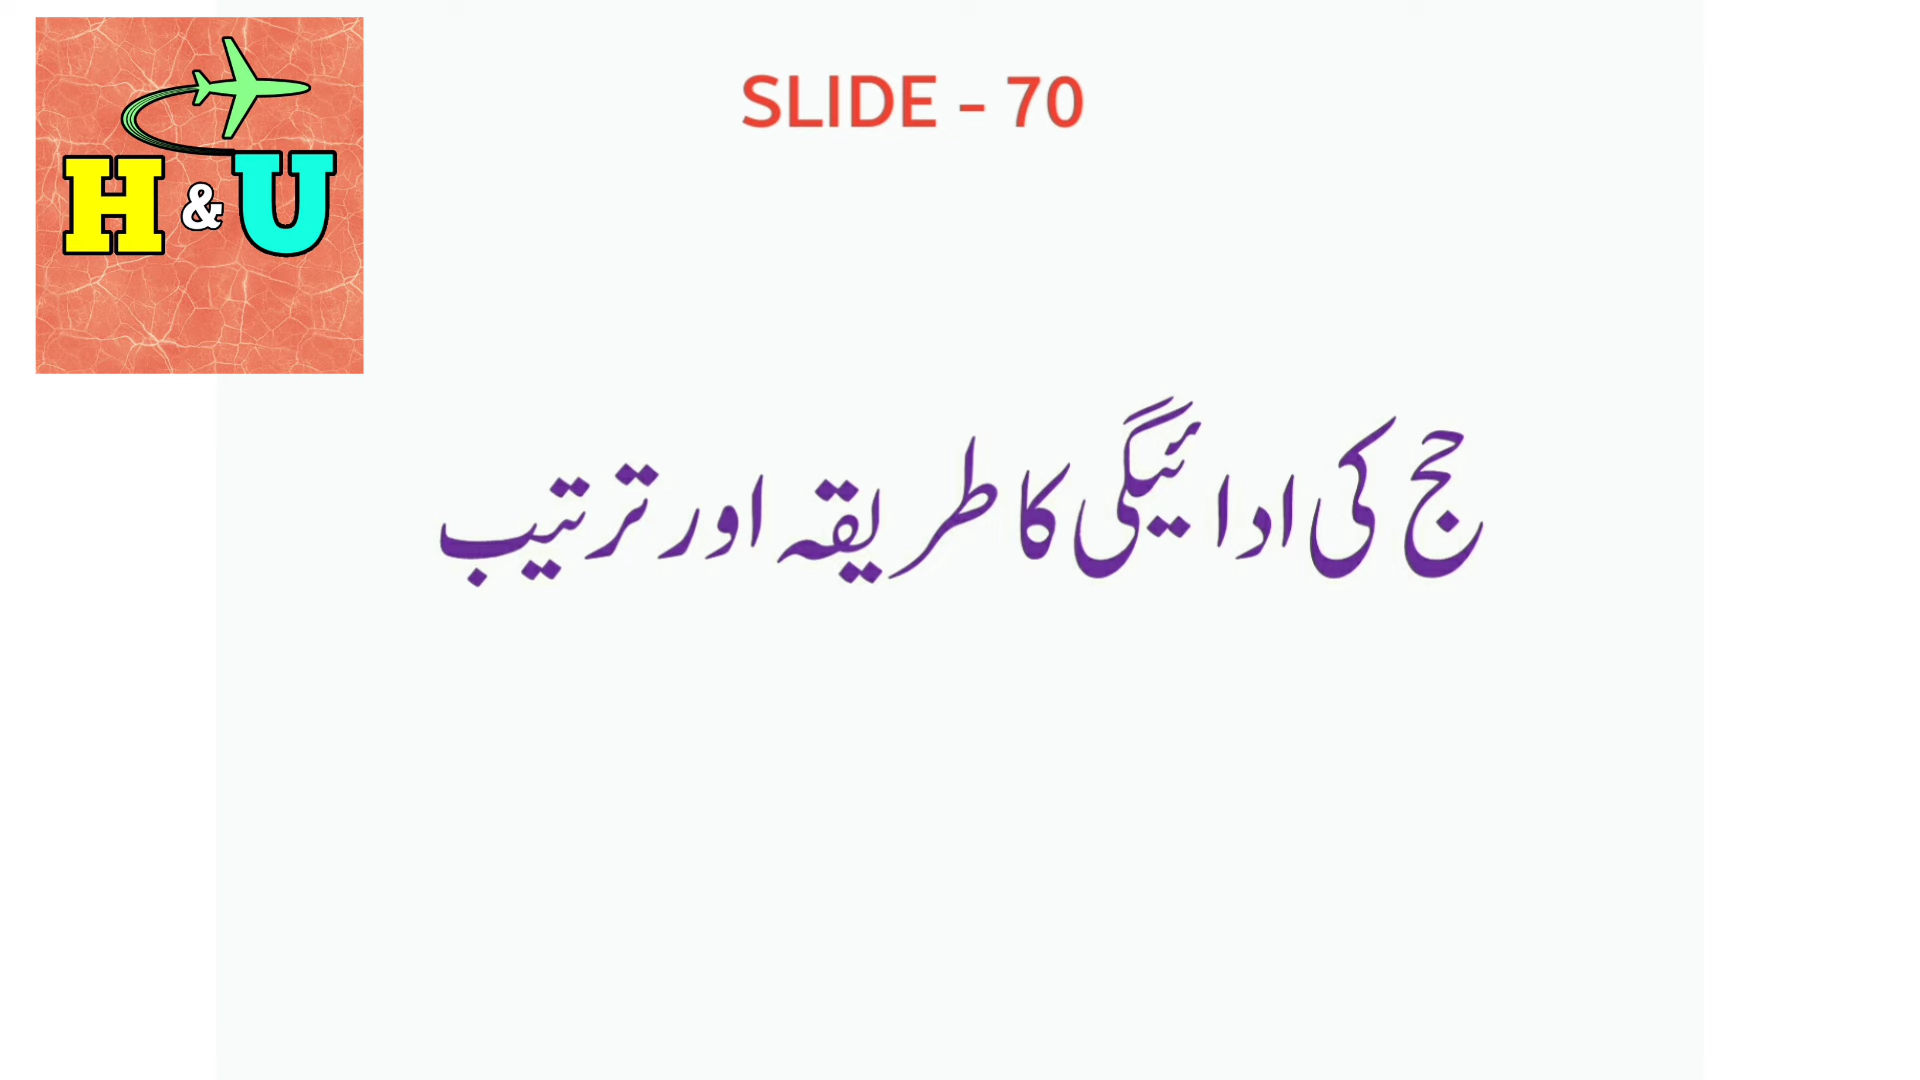 H & U
SLIDE - 70
حج کی ادائیگی کا طریقہ اور ترتیب